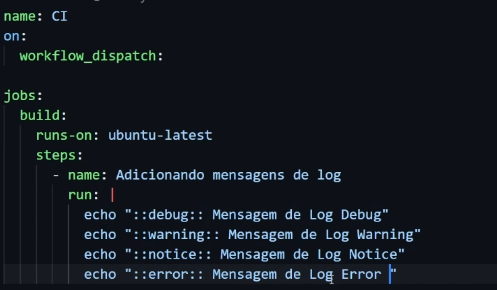 name: CI
on:
  workflow_dispatch:

jobs:
  build:
    runs-on: ubuntu-latest
    steps:
      - name: Adicionando mensagens de log
        run: |
          echo "::debug:: Mensagem de Log Debug"
          echo "::warning:: Mensagem de Log Warning"
          echo "::notice:: Mensagem de Log Notice"
          echo "::error:: Mensagem de Log Error "